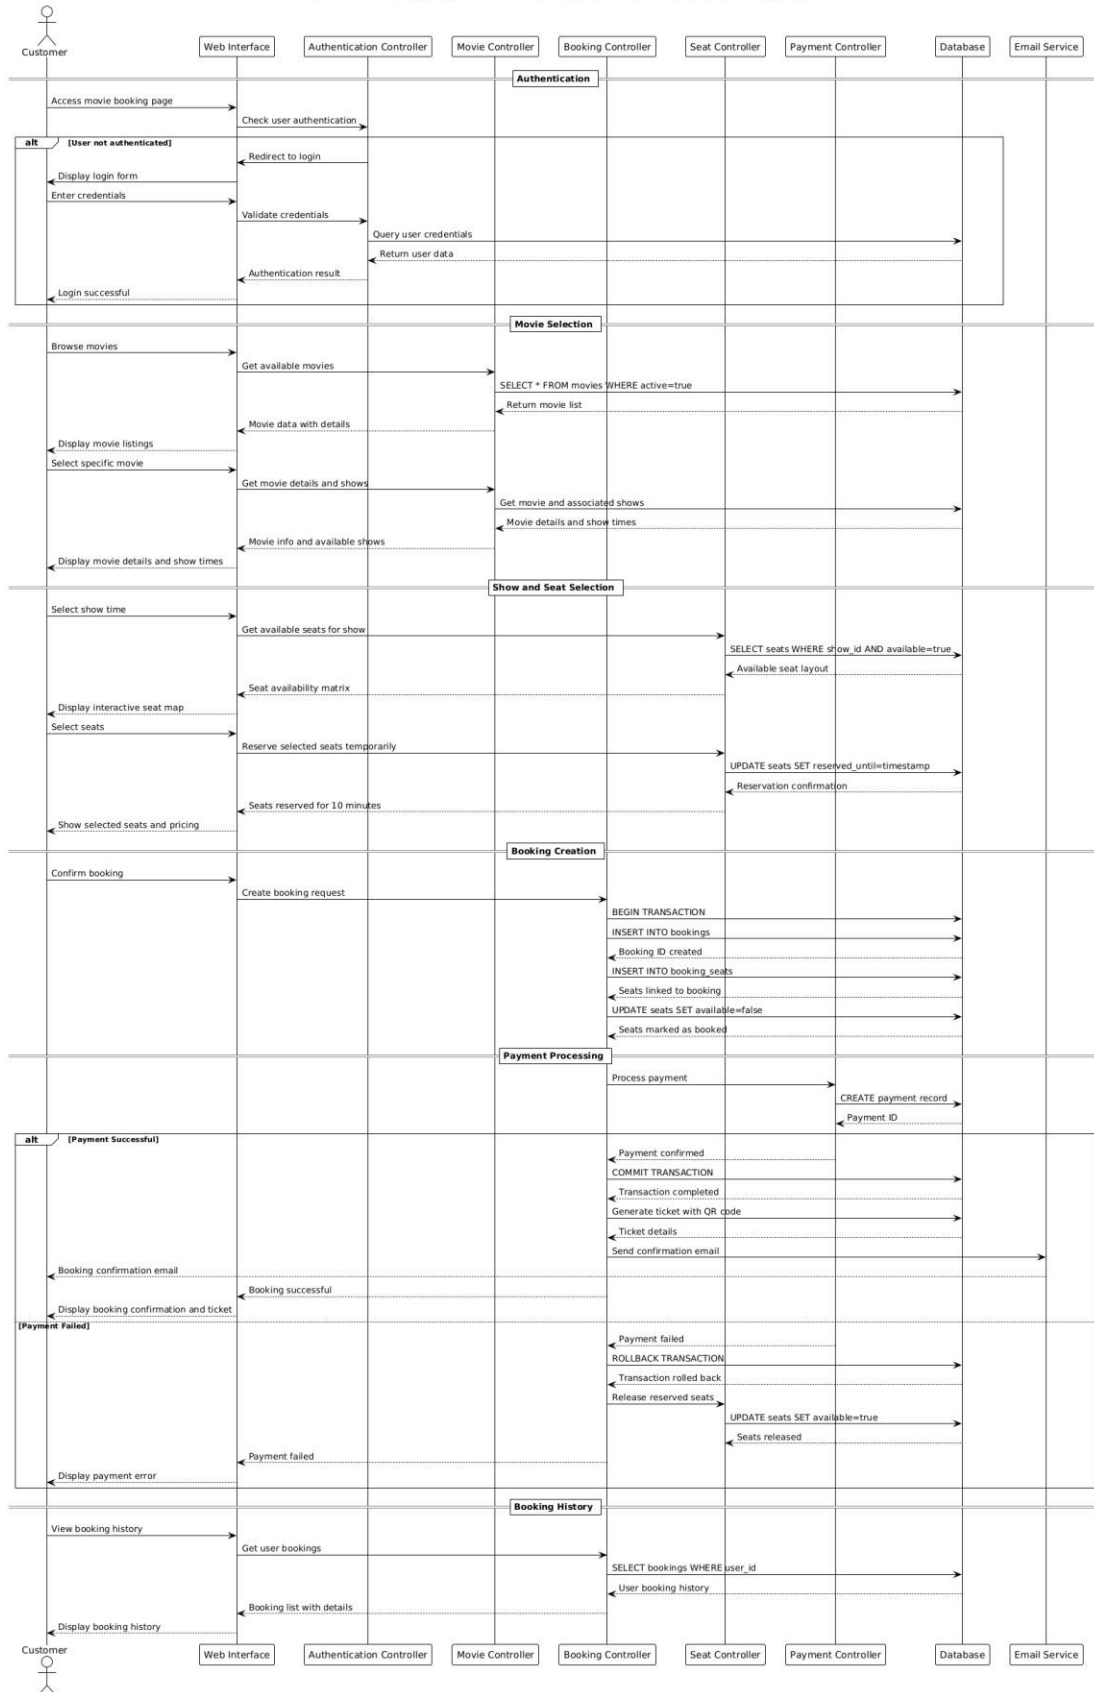 Customer
Web Interface
Authentication Controller
Movie Controller
Booking Controller
Seat Controller
Payment Controller
Database
Email Service
Authentication
Access movie booking page
Check user authentication
alt
[User not authenticated]
Redirect to login
Display login form
Enter credentials
Validate credentials
Query user credentials
Return user data
Authentication result
Login successful
Movie Selection
Browse movies
Get available movies
SELECT * FROM movies WHERE active=true
Return movie list
Movie data with details
Display movie listings
Select specific movie
Get movie details and shows
Get movie and associated shows
Movie details and show times
Movie info and available shows
Display movie details and show times
Show and Seat Selection
Select show time
Get available seats for show
SELECT seats WHERE show_id AND available=true
Available seat layout
Seat availability matrix
Display interactive seat map
Select seats
Reserve selected seats temporarily
UPDATE seats SET reserved_until=timestamp
Reservation confirmation
Seats reserved for 10 minutes
Show selected seats and pricing
Booking Creation
Confirm booking
Create booking request
BEGIN TRANSACTION
INSERT INTO bookings
Booking ID created
INSERT INTO booking_seats
Seats linked to booking
UPDATE seats SET available=false
Seats marked as booked
Payment Processing
Process payment
CREATE payment record
Payment ID
alt
[Payment Successful]
Payment confirmed
COMMIT TRANSACTION
Transaction completed
Generate ticket with QR code
Ticket details
Send confirmation email
Booking confirmation email
Booking successful
Display booking confirmation and ticket
[Payment Failed]
Payment failed
ROLLBACK TRANSACTION
Transaction rolled back
Release reserved seats
UPDATE seats SET available=true
Seats released
Payment failed
Display payment error
Booking History
View booking history
Get user bookings
SELECT bookings WHERE user_id
User booking history
Booking list with details
Display booking history
Customer
Web Interface
Authentication Controller
Movie Controller
Booking Controller
Seat Controller
Payment Controller
Database
Email Service